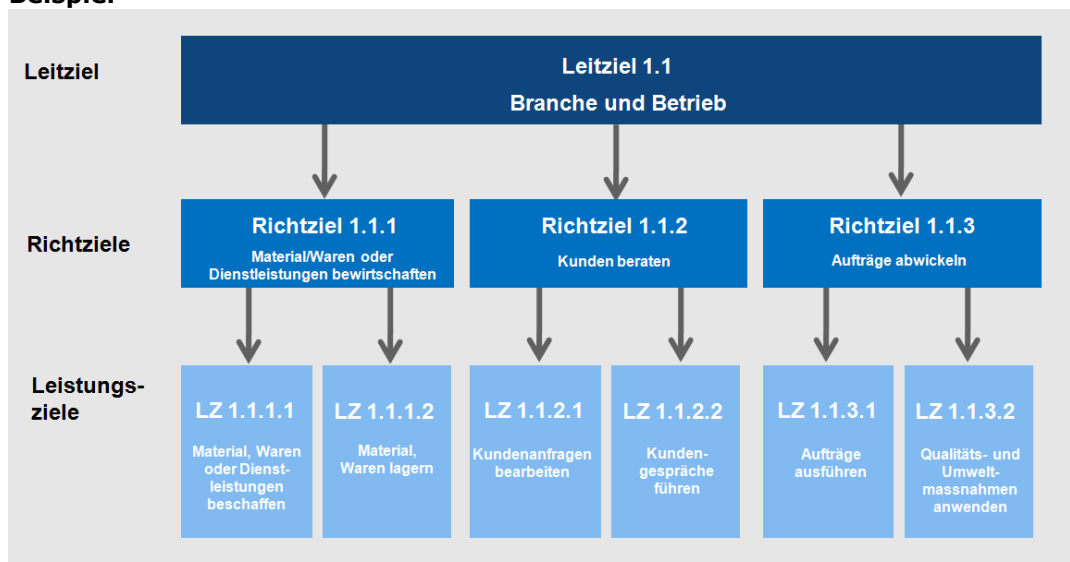 Beispiel
Leitziel
Leitziel 1.1
Branche und Betrieb
Richtziele
Richtziel 1.1.1
Material/Waren oder
Dienstleistungen bewirtschaften
Richtziel 1.1.2
Kunden beraten
Richtziel 1.1.3
Aufträge abwickeln
Leistungs-
ziele
LZ 1.1.1.1
Material, Waren
oder Dienst-
leistungen
beschaffen
LZ 1.1.1.2
Material,
Waren lagern
LZ 1.1.2.1
Kundenanfragen
bearbeiten
LZ 1.1.2.2
Kunden-
gespräche
führen
LZ 1.1.3.1
Aufträge
ausführen
LZ 1.1.3.2
Qualitäts- und
Umwelt-
massnahmen
anwenden